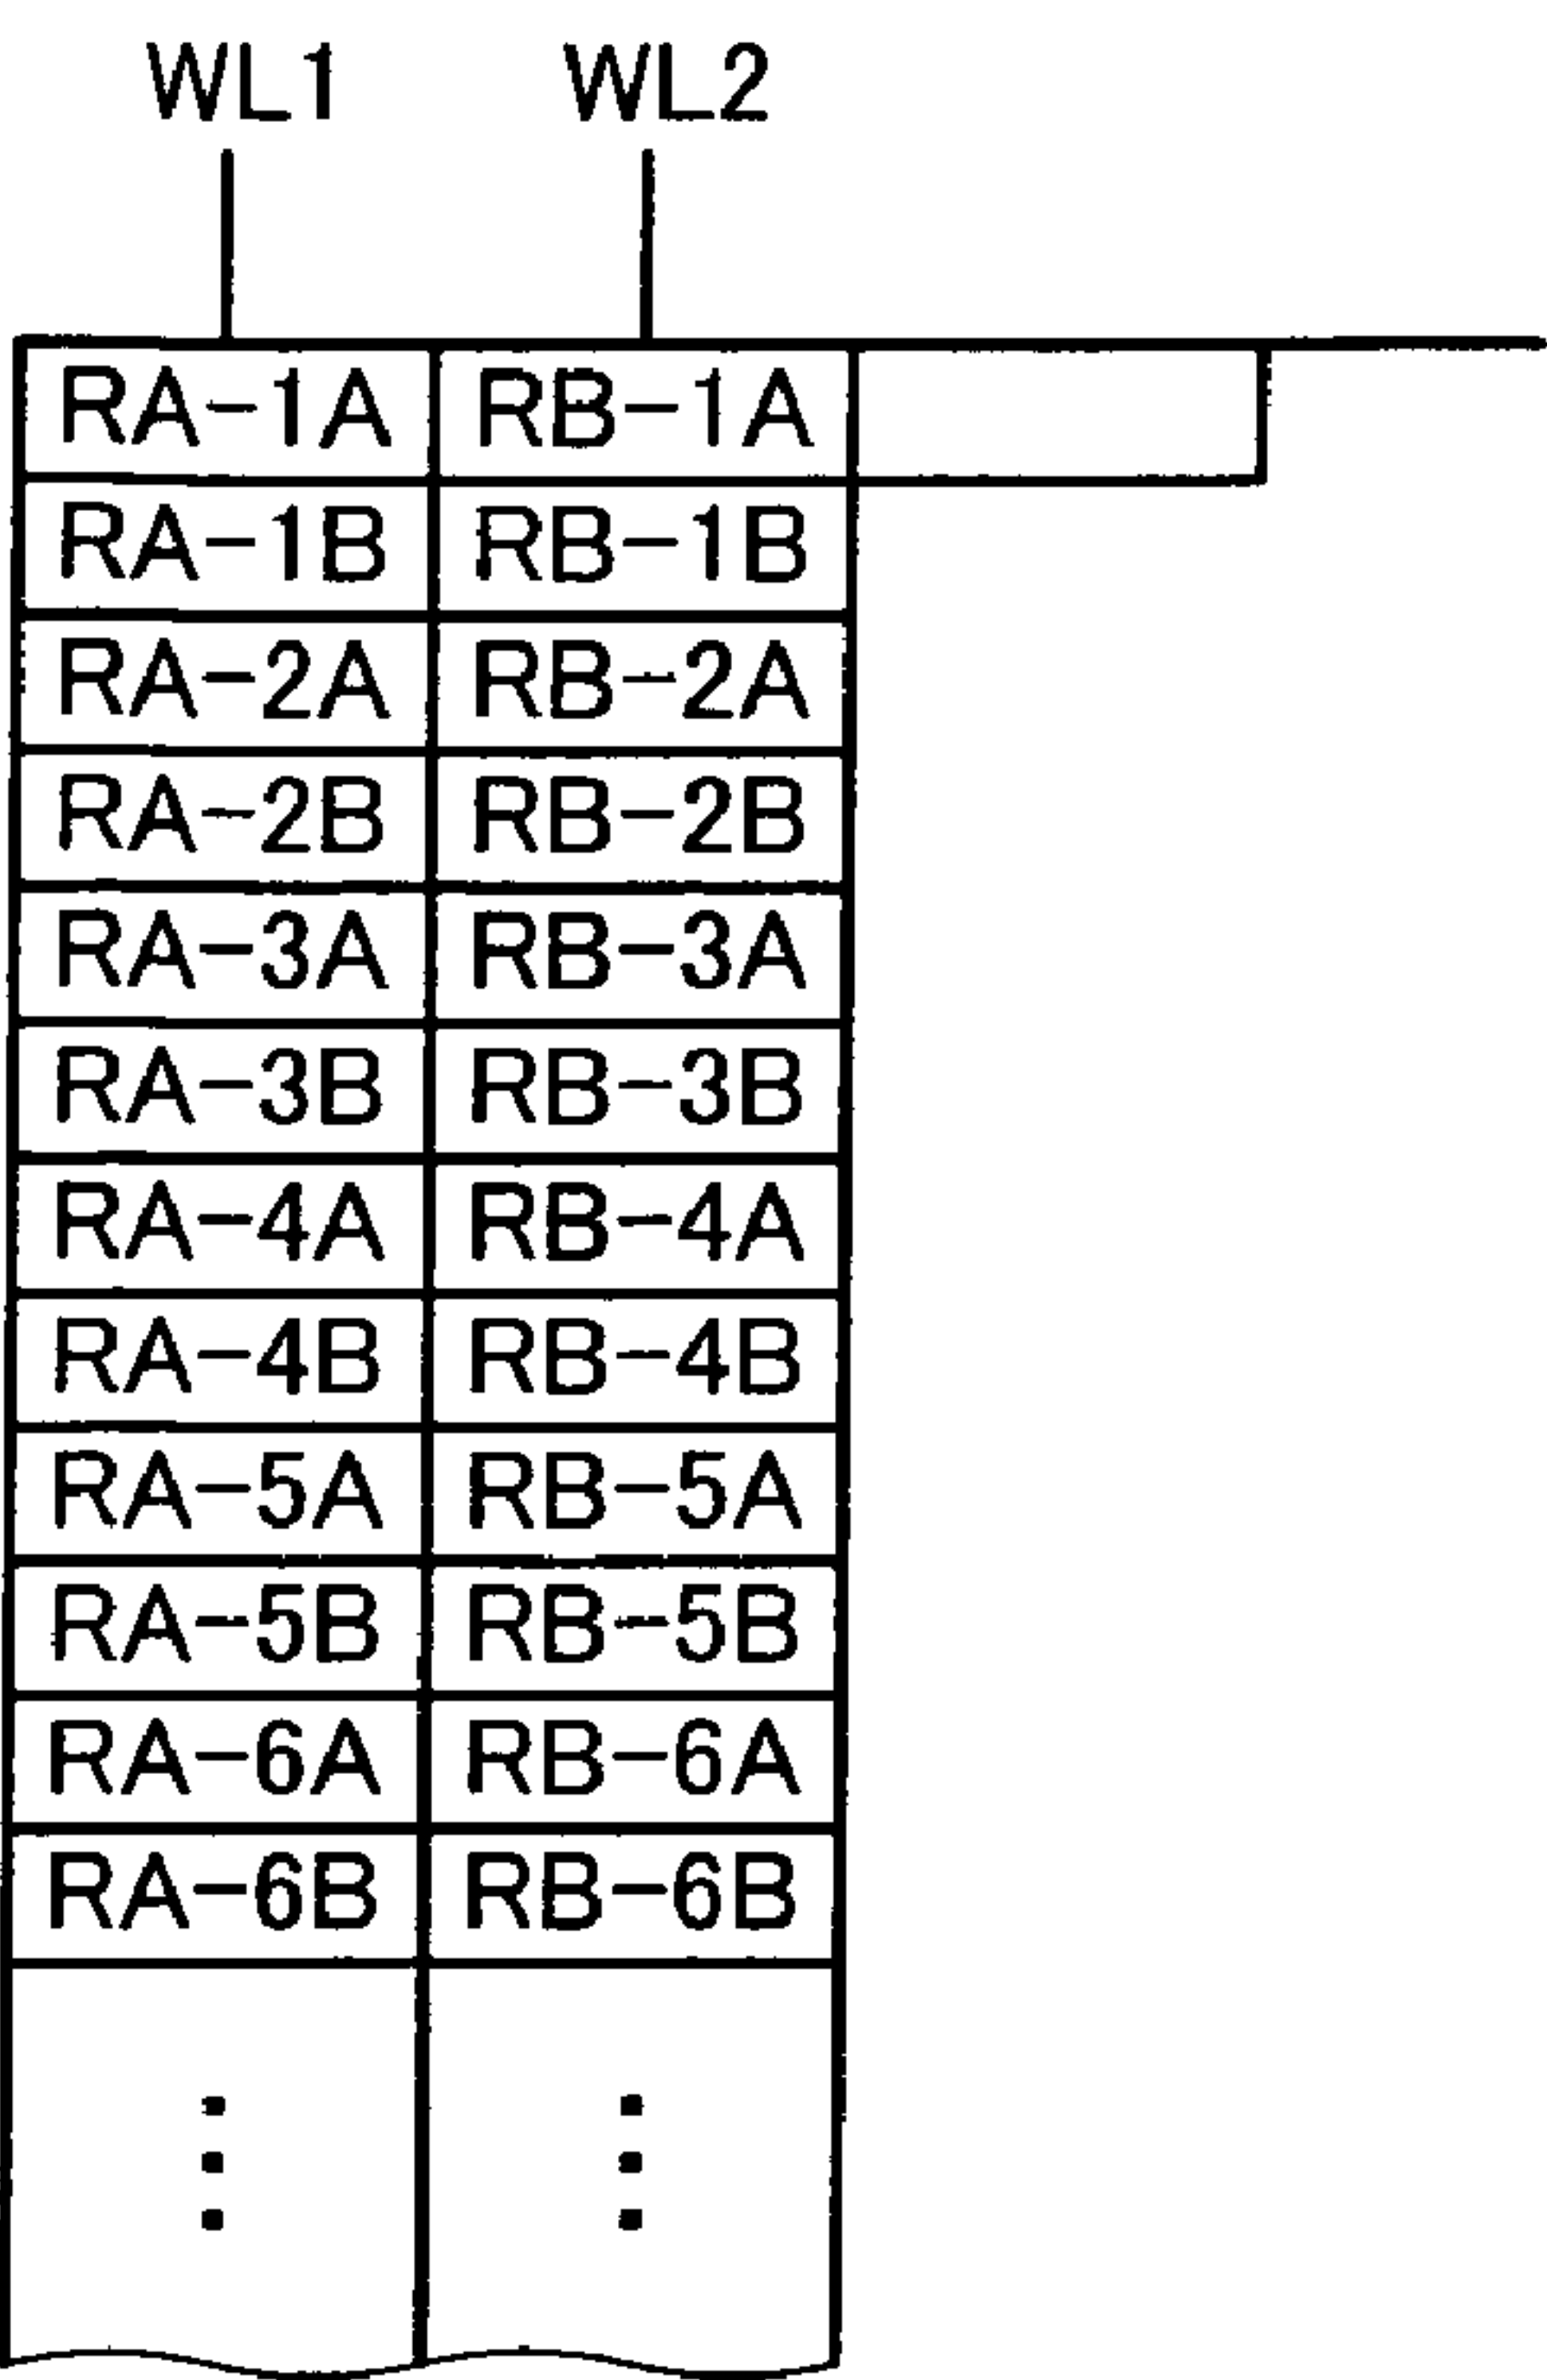 WL1 WL2
RA-1A RB-1A
RA-1B RB-1B
RA-2A RB-2A
RA-2B RB-2B
RA-3A RB-3A
RA-3B RB-3B
RA-4A RB-4A
RA-4B RB-4B
RA-5A RB-5A
RA-5B RB-5B
RA-6A RB-6A
RA-6B RB-6B